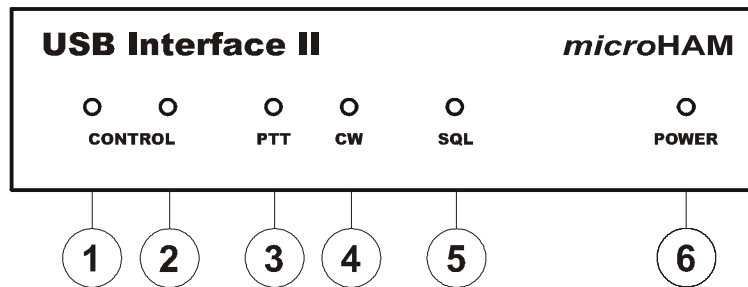 USB Interface II microHAM
CONTROL PTT CW SQL POWER
1 2 3 4 5 6